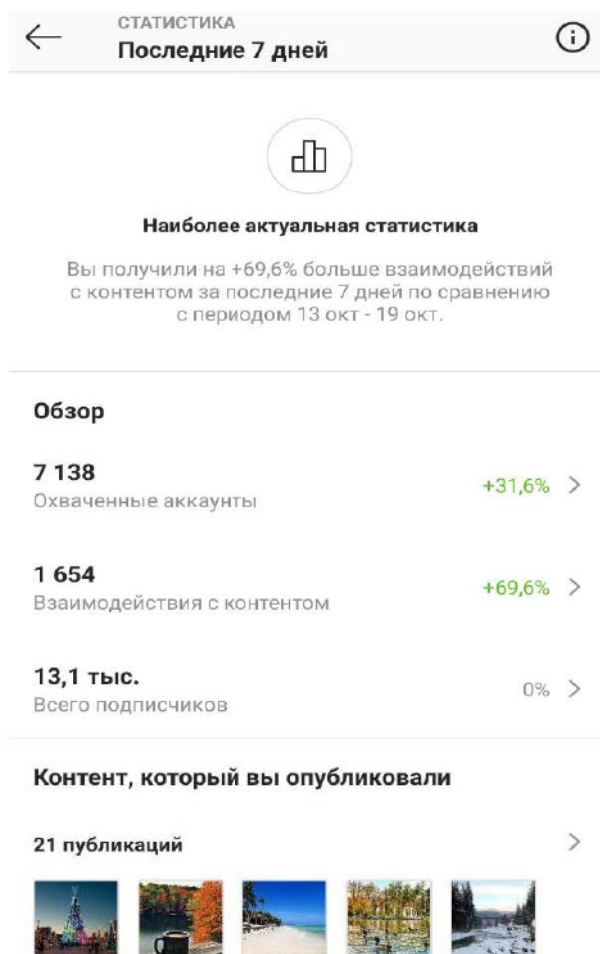 СТАТИСТИКА
Последние 7 дней
Наиболее актуальная статистика
Вы получили на +69,6% больше взаимодействий
с контентом за последние 7 дней по сравнению
с периодом 13 окт - 19 окт.
Обзор
7 138
Охваченные аккаунты
+31,6%
1 654
Взаимодействия с контентом
+69,6%
13,1 тыс.
Всего подписчиков
0%
Контент, который вы опубликовали
21 публикаций